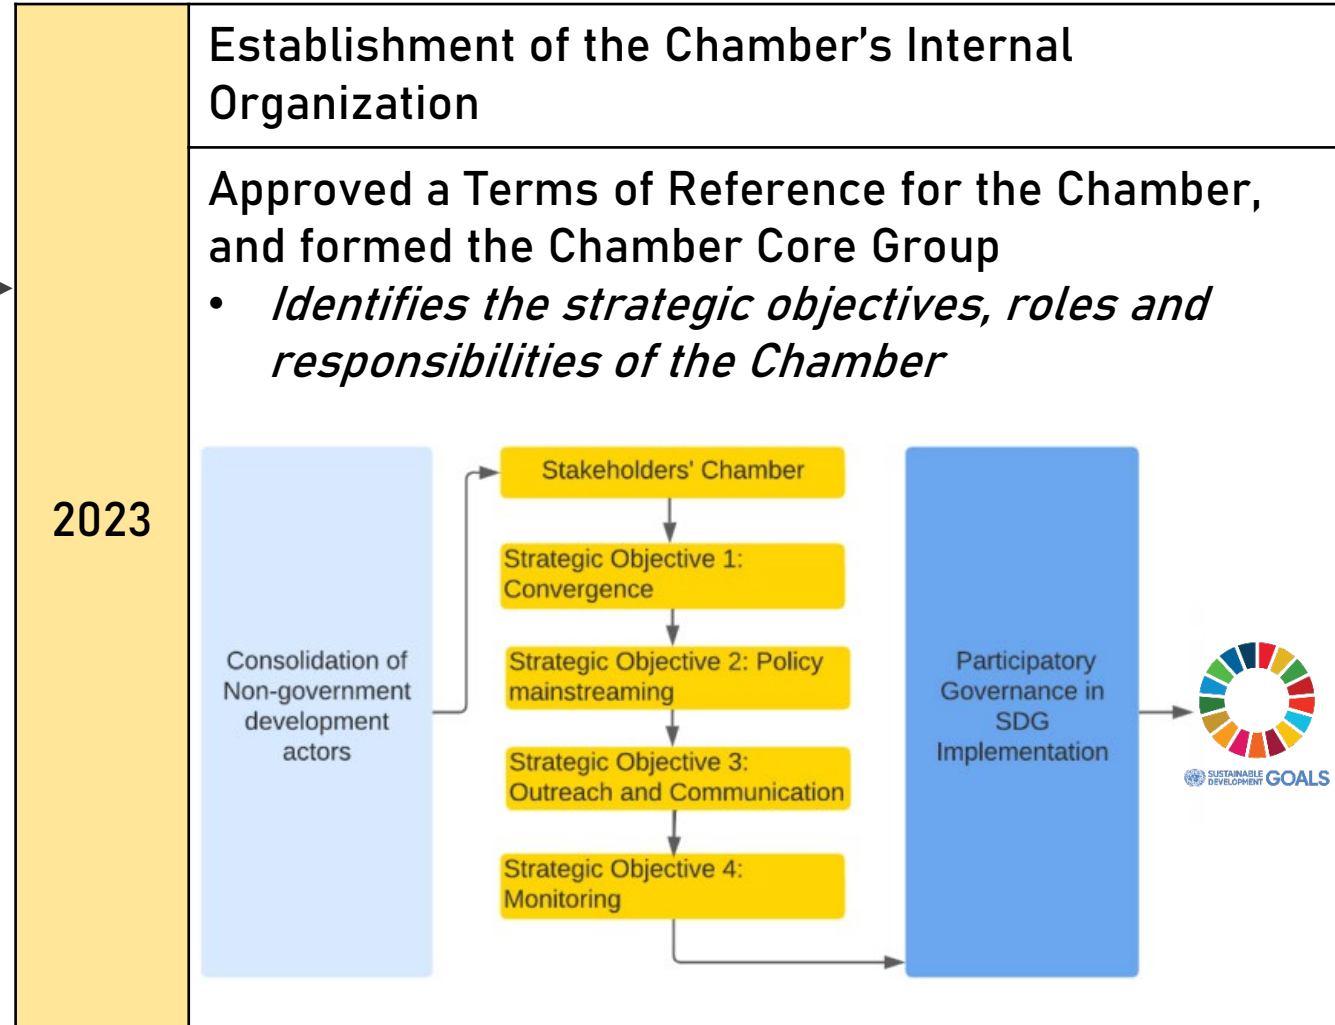 Establishment of the Chamber's Internal
Organization
Approved a Terms of Reference for the Chamber,
and formed the Chamber Core Group
• Identifies the strategic objectives, roles and
responsibilities of the Chamber
2023
Consolidation of
Non-government
development
actors
Stakeholders' Chamber
Strategic Objective 1:
Convergence
Strategic Objective 2: Policy
mainstreaming
Strategic Objective 3:
Outreach and Communication
Strategic Objective 4:
Monitoring
Participatory
Governance in
SDG
Implementation
SUSTAINABLE
DEVELOPMENT GOALS